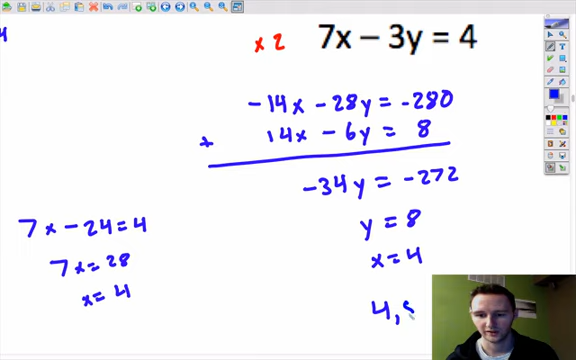 4
x 2 7x − 3y = 4
-14x - 28y = -280
+ 14x - 6y = 8
-34y = -272
7x - 24 = 4
y = 8
7x = 28
x = 4
x = 4
4,